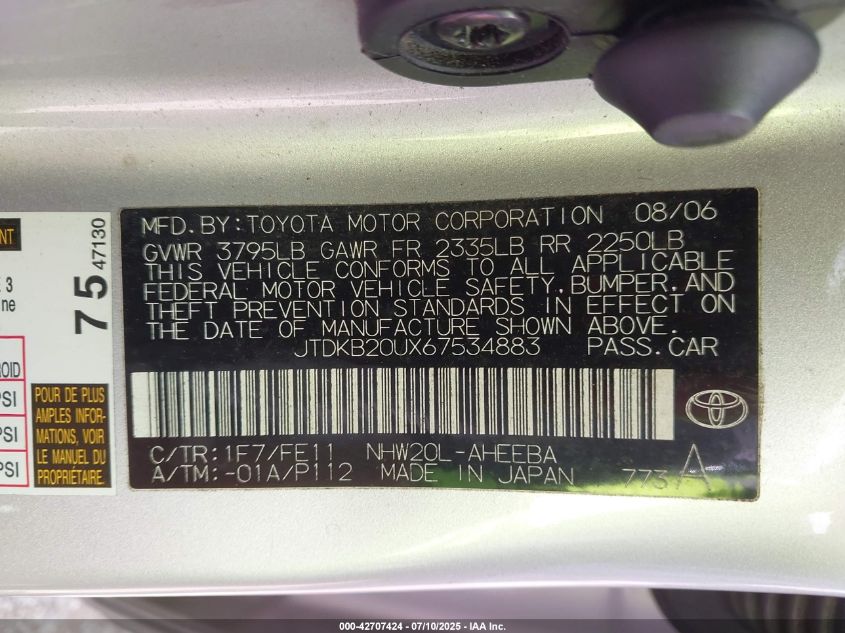 MFD. BY: TOYOTA MOTOR CORPORATION 08/06
GVWR 3795LB GAWR FR 2335LB RR 2250LB
THIS VEHICLE CONFORMS TO ALL APPLICABLE
FEDERAL MOTOR VEHICLE SAFETY, BUMPER, AND
THEFT PREVENTION STANDARDS IN EFFECT ON
THE DATE OF MANUFACTURE SHOWN ABOVE.
JTDKB20UX67534883 PASS. CAR
C/TR: 1F7/FE11 NHW20L-AHEEBA
A/TM: -01A/P112 MADE IN JAPAN 773 A
75 47130
3
PSI
PSI
PSI
POUR DE PLUS
AMPLES INFOR-
MATIONS, VOIR
LE MANUEL DU
PROPRIÉTAIRE.
000-42707424 - 07/10/2025 - IAA Inc.